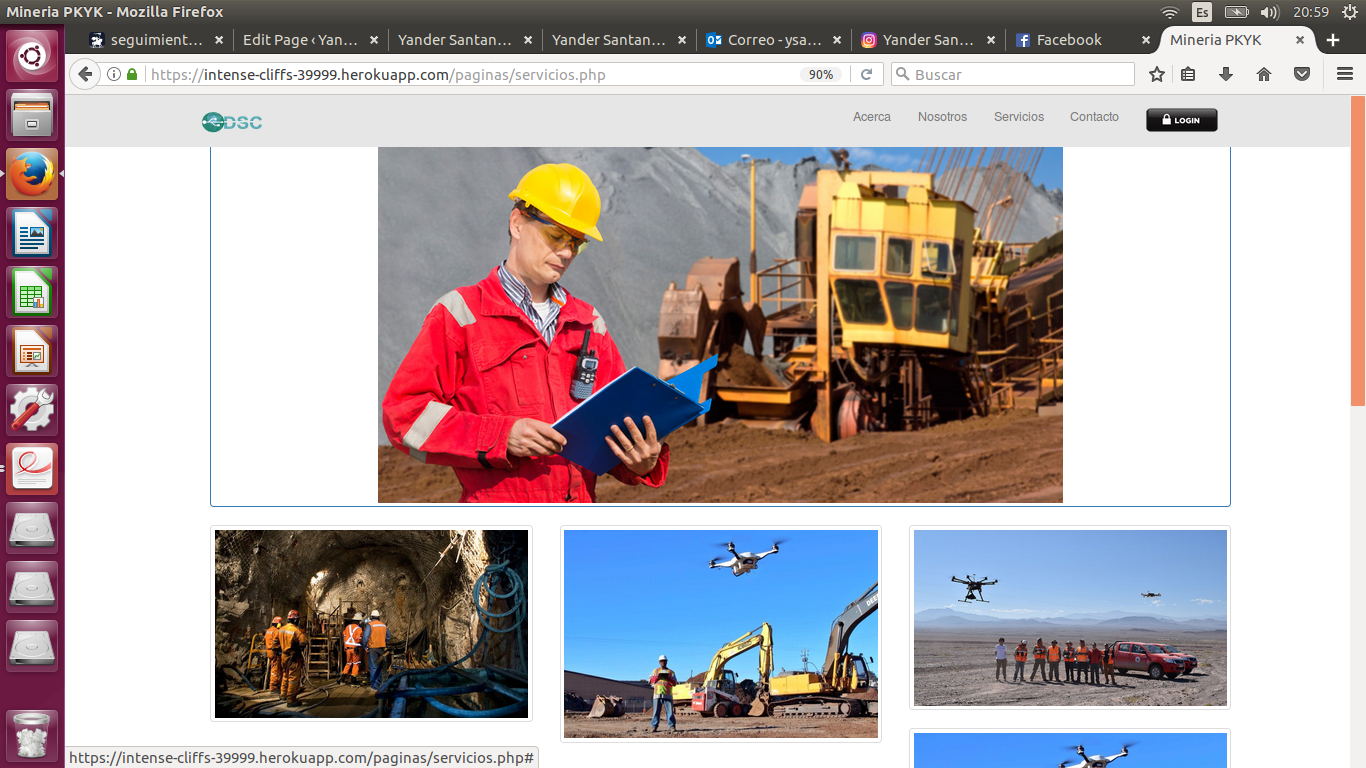 Mineria PKYK - Mozilla Firefox
Es
20:59
seguimient...
Edit Page ‹ Yan...
Yander Santan...
Yander Santan...
Correo - ysa...
Yander San...
Facebook
Mineria PKYK
https://intense-cliffs-39999.herokuapp.com/paginas/servicios.php
90%
Buscar
DSC
Acerca
Nosotros
Servicios
Contacto
LOGIN
https://intense-cliffs-39999.herokuapp.com/paginas/servicios.php#